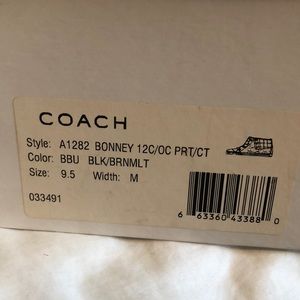 COACH
Style: A1282 BONNEY 12C/OC PRT/CT
Color: BBU BLK/BRNMLT
Size: 9.5 Width: M
033491
6 63360 43388 0